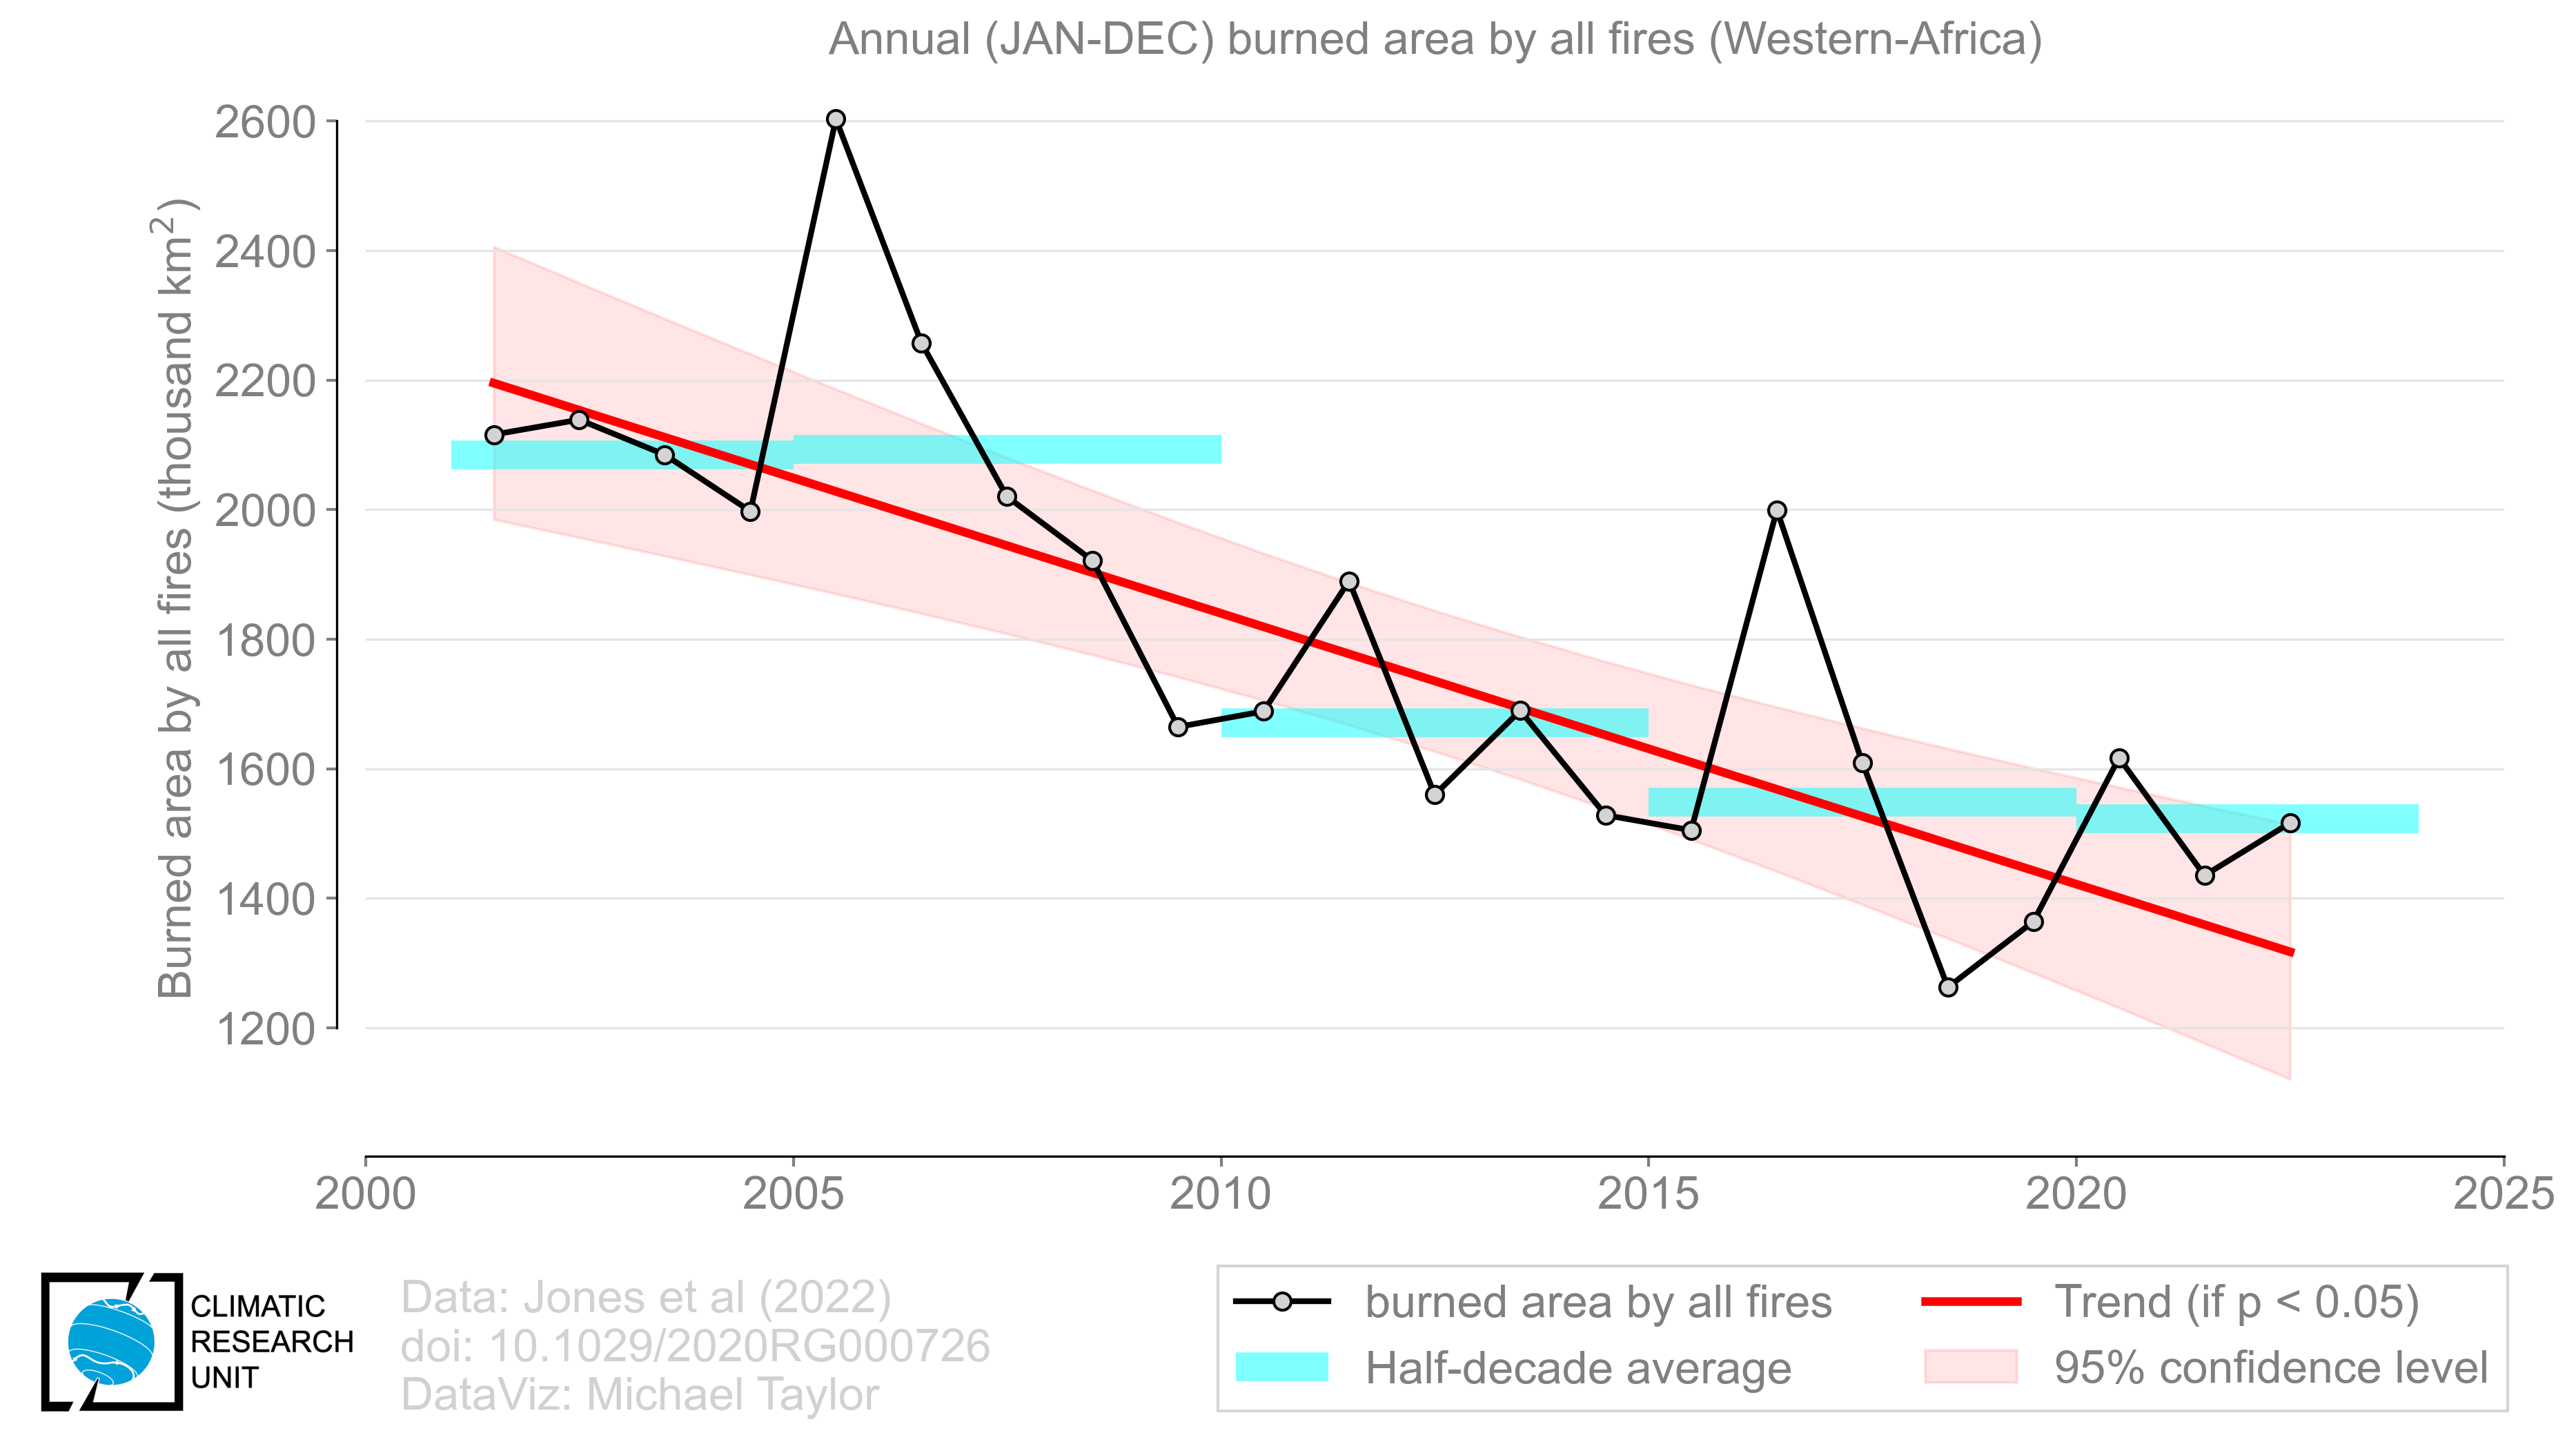 Annual (JAN-DEC) burned area by all fires (Western-Africa)
Burned area by all fires (thousand km²)
2600
2400
2200
2000
1800
1600
1400
1200
2000
2005
2010
2015
2020
2025
CLIMATIC
RESEARCH
UNIT
Data: Jones et al (2022)
doi: 10.1029/2020RG000726
DataViz: Michael Taylor
burned area by all fires
Half-decade average
Trend (if p < 0.05)
95% confidence level